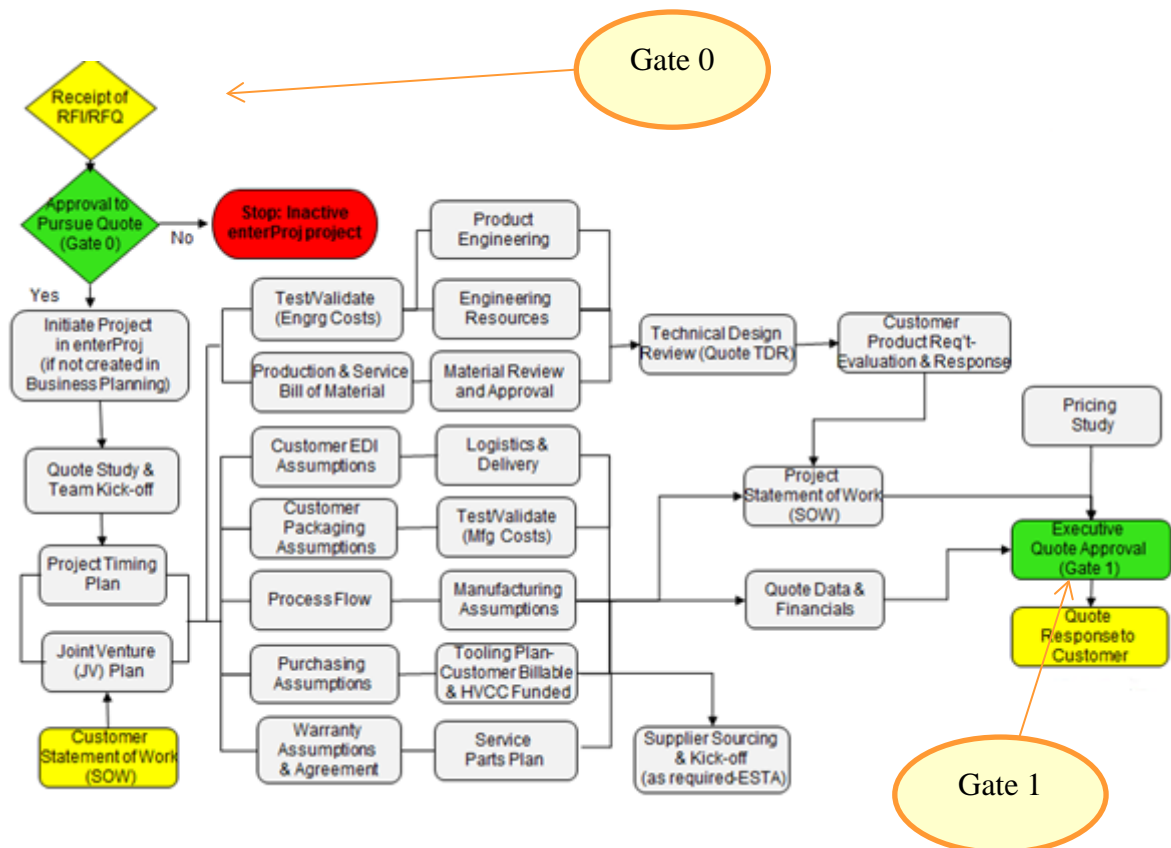 Gate 0
Receipt of
RFI/RFQ
Approval to
Pursue Quote
(Gate 0)
No
Stop: Inactive
enterProj project
Yes
Initiate Project
in enterProj
(if not created in
Business Planning)
Quote Study &
Team Kick-off
Project Timing
Plan
Joint Venture
(JV) Plan
Customer
Statement of Work
(SOW)
Test/Validate
(Engrg Costs)
Production & Service
Bill of Material
Customer EDI
Assumptions
Customer
Packaging
Assumptions
Process Flow
Purchasing
Assumptions
Warranty
Assumptions
& Agreement
Product
Engineering
Engineering
Resources
Material Review
and Approval
Logistics &
Delivery
Test/Validate
(Mfg Costs)
Manufacturing
Assumptions
Tooling Plan-
Customer Billable
& HVCC Funded
Service
Parts Plan
Technical Design
Review (Quote TDR)
Customer
Product Req't-
Evaluation & Response
Project
Statement of Work
(SOW)
Quote Data &
Financials
Supplier Sourcing
& Kick-off
(as required-ESTA)
Pricing
Study
Executive
Quote Approval
(Gate 1)
Quote
Response to
Customer
Gate 1